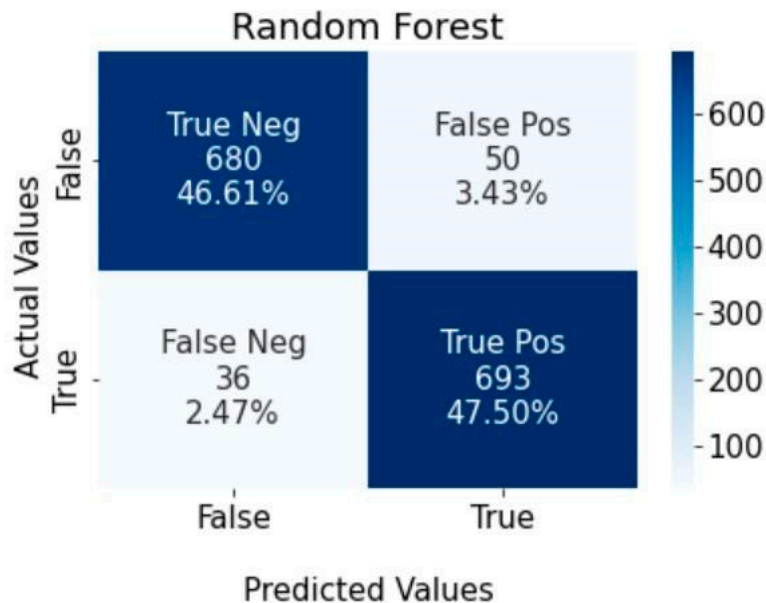 Random Forest
True Neg
680
46.61%
False Pos
50
3.43%
False Neg
36
2.47%
True Pos
693
47.50%
Actual Values
False
True
False
True
Predicted Values
600
500
400
300
200
100